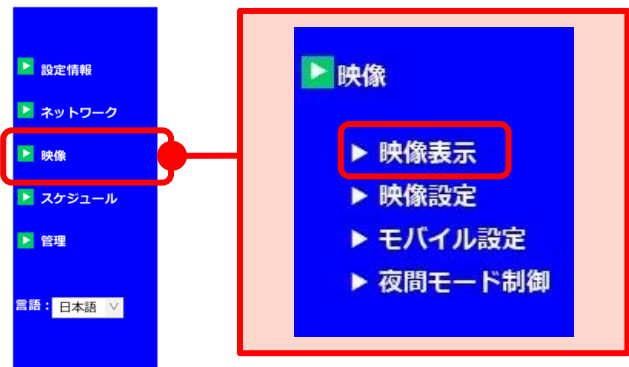 設定情報
ネットワーク
映像
スケジュール
管理
言語：日本語
映像
映像表示
映像設定
モバイル設定
夜間モード制御